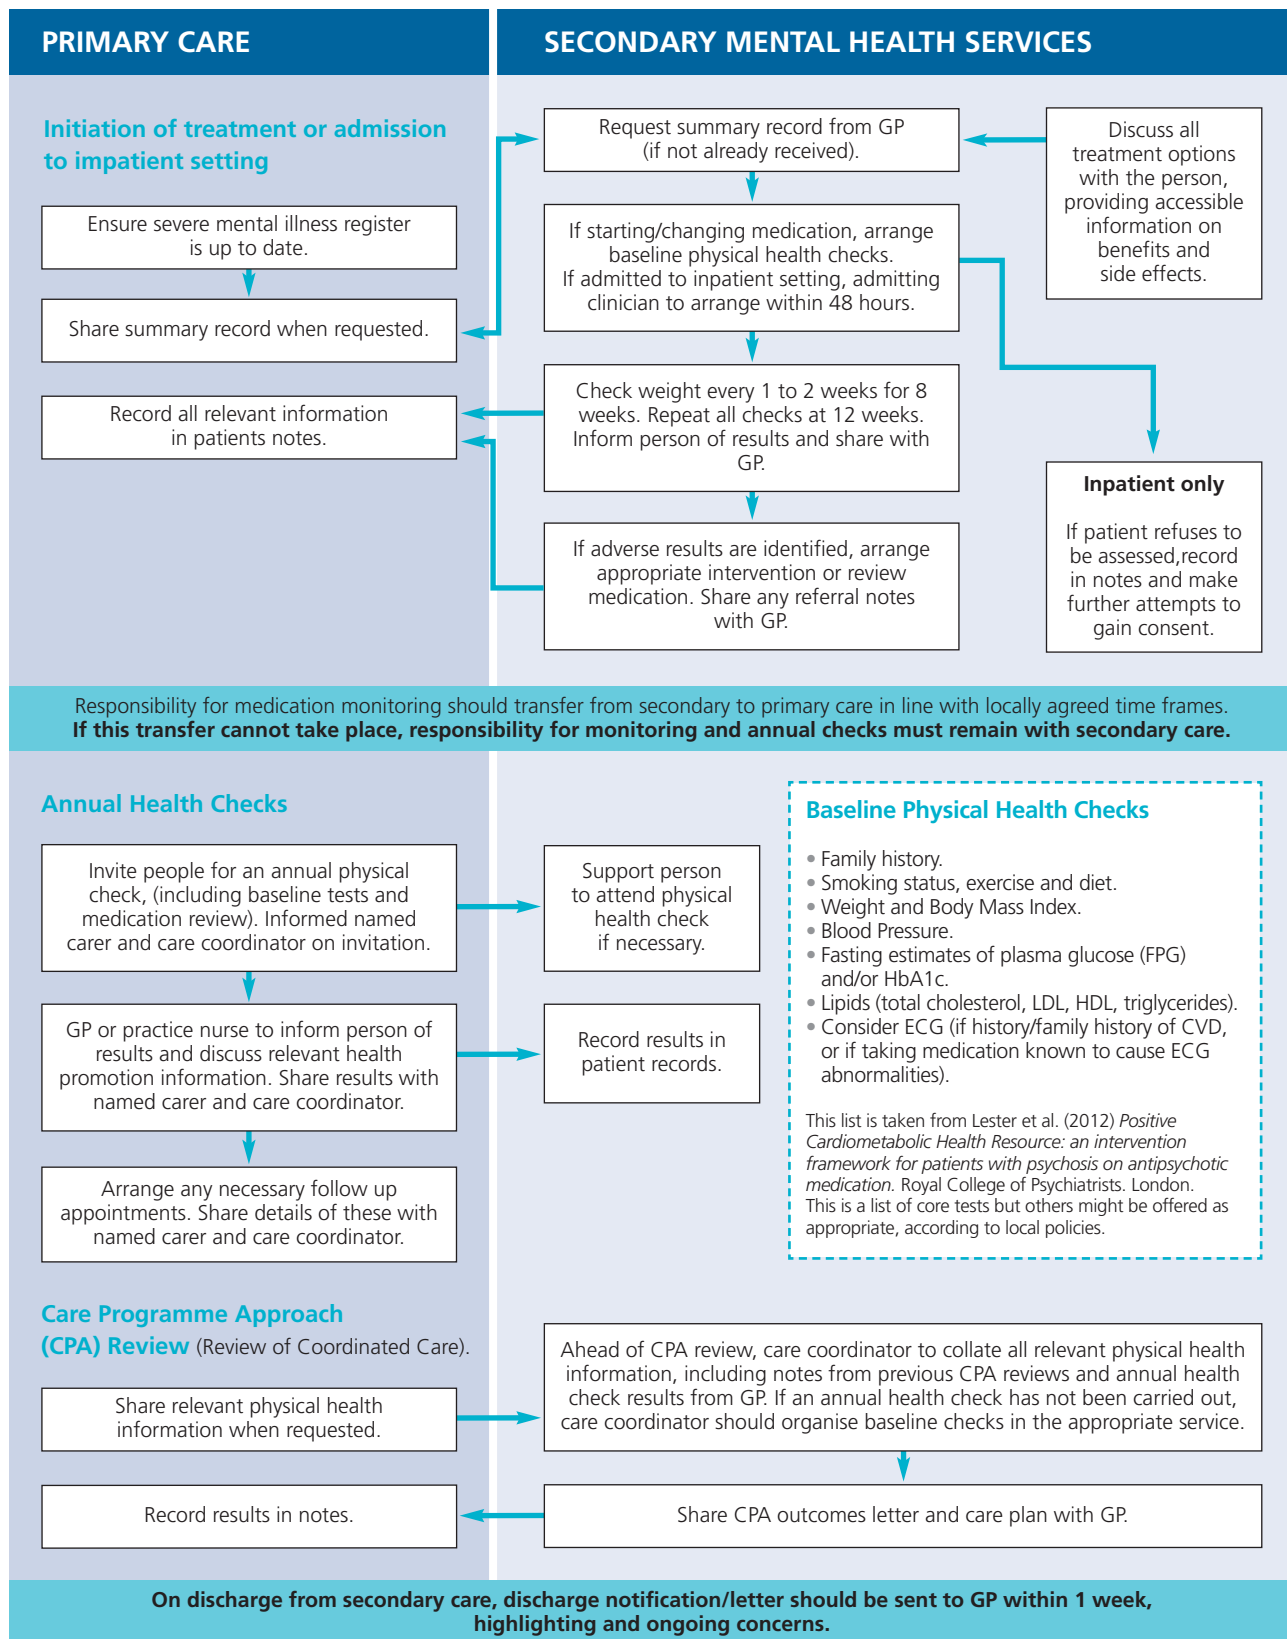 PRIMARY CARE
SECONDARY MENTAL HEALTH SERVICES
Initiation of treatment or admission
to impatient setting
Ensure severe mental illness register
is up to date.
Share summary record when requested.
Record all relevant information
in patients notes.
Request summary record from GP
(if not already received).
If starting/changing medication, arrange
baseline physical health checks.
If admitted to inpatient setting, admitting
clinician to arrange within 48 hours.
Check weight every 1 to 2 weeks for 8
weeks. Repeat all checks at 12 weeks.
Inform person of results and share with
GP.
If adverse results are identified, arrange
appropriate intervention or review
medication. Share any referral notes
with GP.
Discuss all
treatment options
with the person,
providing accessible
information on
benefits and
side effects.
Inpatient only
If patient refuses to
be assessed,record
in notes and make
further attempts to
gain consent.
Responsibility for medication monitoring should transfer from secondary to primary care in line with locally agreed time frames.
If this transfer cannot take place, responsibility for monitoring and annual checks must remain with secondary care.
Annual Health Checks
Invite people for an annual physical
check, (including baseline tests and
medication review). Informed named
carer and care coordinator on invitation.
GP or practice nurse to inform person of
results and discuss relevant health
promotion information. Share results with
named carer and care coordinator.
Arrange any necessary follow up
appointments. Share details of these with
named carer and care coordinator.
Support person
to attend physical
health check
if necessary.
Record results in
patient records.
Baseline Physical Health Checks
• Family history.
• Smoking status, exercise and diet.
• Weight and Body Mass Index.
• Blood Pressure.
• Fasting estimates of plasma glucose (FPG)
and/or HbA1c.
• Lipids (total cholesterol, LDL, HDL, triglycerides).
• Consider ECG (if history/family history of CVD,
or if taking medication known to cause ECG
abnormalities).
This list is taken from Lester et al. (2012) Positive
Cardiometabolic Health Resource: an intervention
framework for patients with psychosis on antipsychotic
medication. Royal College of Psychiatrists. London.
This is a list of core tests but others might be offered as
appropriate, according to local policies.
Care Programme Approach
(CPA) Review (Review of Coordinated Care).
Share relevant physical health
information when requested.
Record results in notes.
Ahead of CPA review, care coordinator to collate all relevant physical health
information, including notes from previous CPA reviews and annual health
check results from GP. If an annual health check has not been carried out,
care coordinator should organise baseline checks in the appropriate service.
Share CPA outcomes letter and care plan with GP.
On discharge from secondary care, discharge notification/letter should be sent to GP within 1 week,
highlighting and ongoing concerns.